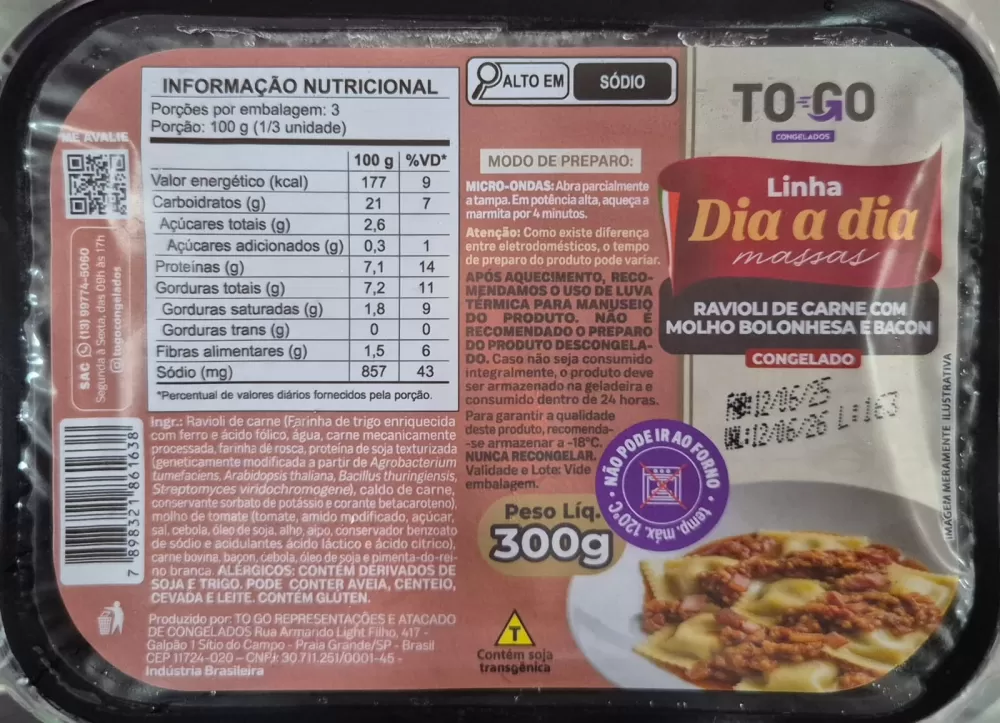 INFORMAÇÃO NUTRICIONAL
Porções por embalagem: 3
Porção: 100 g (1/3 unidade)
100 g %VD*
Valor energético (kcal) 177 9
Carboidratos (g) 21 7
Açúcares totais (g) 2,6
Açúcares adicionados (g) 0,3 1
Proteínas (g) 7,1 14
Gorduras totais (g) 7,2 11
Gorduras saturadas (g) 1,8 9
Gorduras trans (g) 0 0
Fibras alimentares (g) 1,5 6
Sódio (mg) 857 43
*Percentual de valores diários fornecidos pela porção.
Ingr.: Ravioli de carne (Farinha de trigo enriquecida
com ferro e ácido fólico, água, carne mecanicamente
processada, farinha de rosca, proteína de soja texturizada
(geneticamente modificada a partir de Agrobacterium
tumefaciens, Arabidopsis thaliana, Bacillus thuringiensis,
Streptomyces viridochromogene), caldo de carne,
conservante sorbato de potássio e corante betacaroteno),
molho de tomate (tomate, amido modificado, açúcar,
sal, cebola, óleo de soja, alho, aipo, conservador benzoato
de sódio e acidulantes ácido láctico e ácido cítrico),
carne bovina, bacon, cebola, óleo de soja e pimenta-do-rei-
no branca. ALÉRGICOS: CONTÉM DERIVADOS DE
SOJA E TRIGO. PODE CONTER AVEIA, CENTEIO,
CEVADA E LEITE. CONTÉM GLÚTEN.
Produzido por: TO GO REPRESENTAÇÕES E ATACADO
DE CONGELADOS Rua Armando Light Filho, 417 -
Galpão 1 Sítio do Campo - Praia Grande/SP - Brasil
CEP 11724-020 - CNPJ: 30.711.251/0001-45 -
Indústria Brasileira
ME AVALIE
SAC (13) 99774-5060
Segunda à Sexta, das 09h às 17h
@togocongelados
7 898321 861638
ALTO EM SÓDIO
MODO DE PREPARO:
MICRO-ONDAS: Abra parcialmente
a tampa. Em potência alta, aqueça a
marmita por 4 minutos.
Atenção: Como existe diferença
entre eletrodomésticos, o tempo
de preparo do produto pode variar.
APÓS AQUECIMENTO, RECO-
MENDAMOS O USO DE LUVA
TÉRMICA PARA MANUSEIO
DO PRODUTO. NÃO É
RECOMENDADO O PREPARO
DO PRODUTO DESCONGELA-
DO. Caso não seja consumido
integralmente, o produto deve
ser armazenado na geladeira e
consumido dentro de 24 horas.
Para garantir a qualidade
deste produto, recomenda-
-se armazenar a -18°C.
NUNCA RECONGELAR.
Validade e Lote: Vide
embalagem.
Peso Líq.
300g
NÃO PODE IR AO FORNO
temp. máx. 120°C
T
Contém soja
transgênica
TO GO
CONGELADOS
Linha
Dia a dia
massas
RAVIOLI DE CARNE COM
MOLHO BOLONHESA E BACON
CONGELADO
12/06/25
12/06/26 L:163
IMAGEM MERAMENTE ILUSTRATIVA